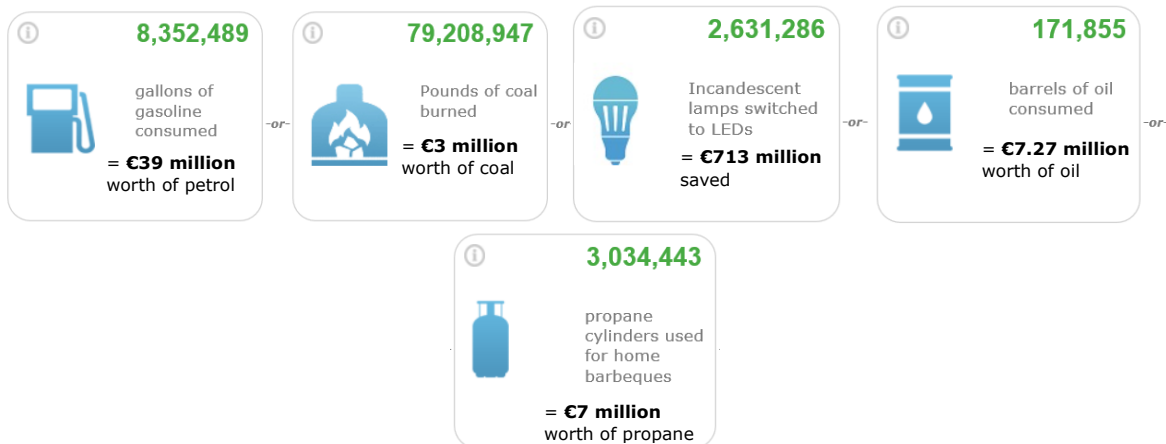 8,352,489
gallons of
gasoline
consumed
= €39 million
worth of petrol
-or-
79,208,947
Pounds of coal
burned
= €3 million
worth of coal
-or-
2,631,286
Incandescent
lamps switched
to LEDs
= €713 million
saved
-or-
171,855
barrels of oil
consumed
= €7.27 million
worth of oil
-or-
3,034,443
propane
cylinders used
for home
barbeques
= €7 million
worth of propane